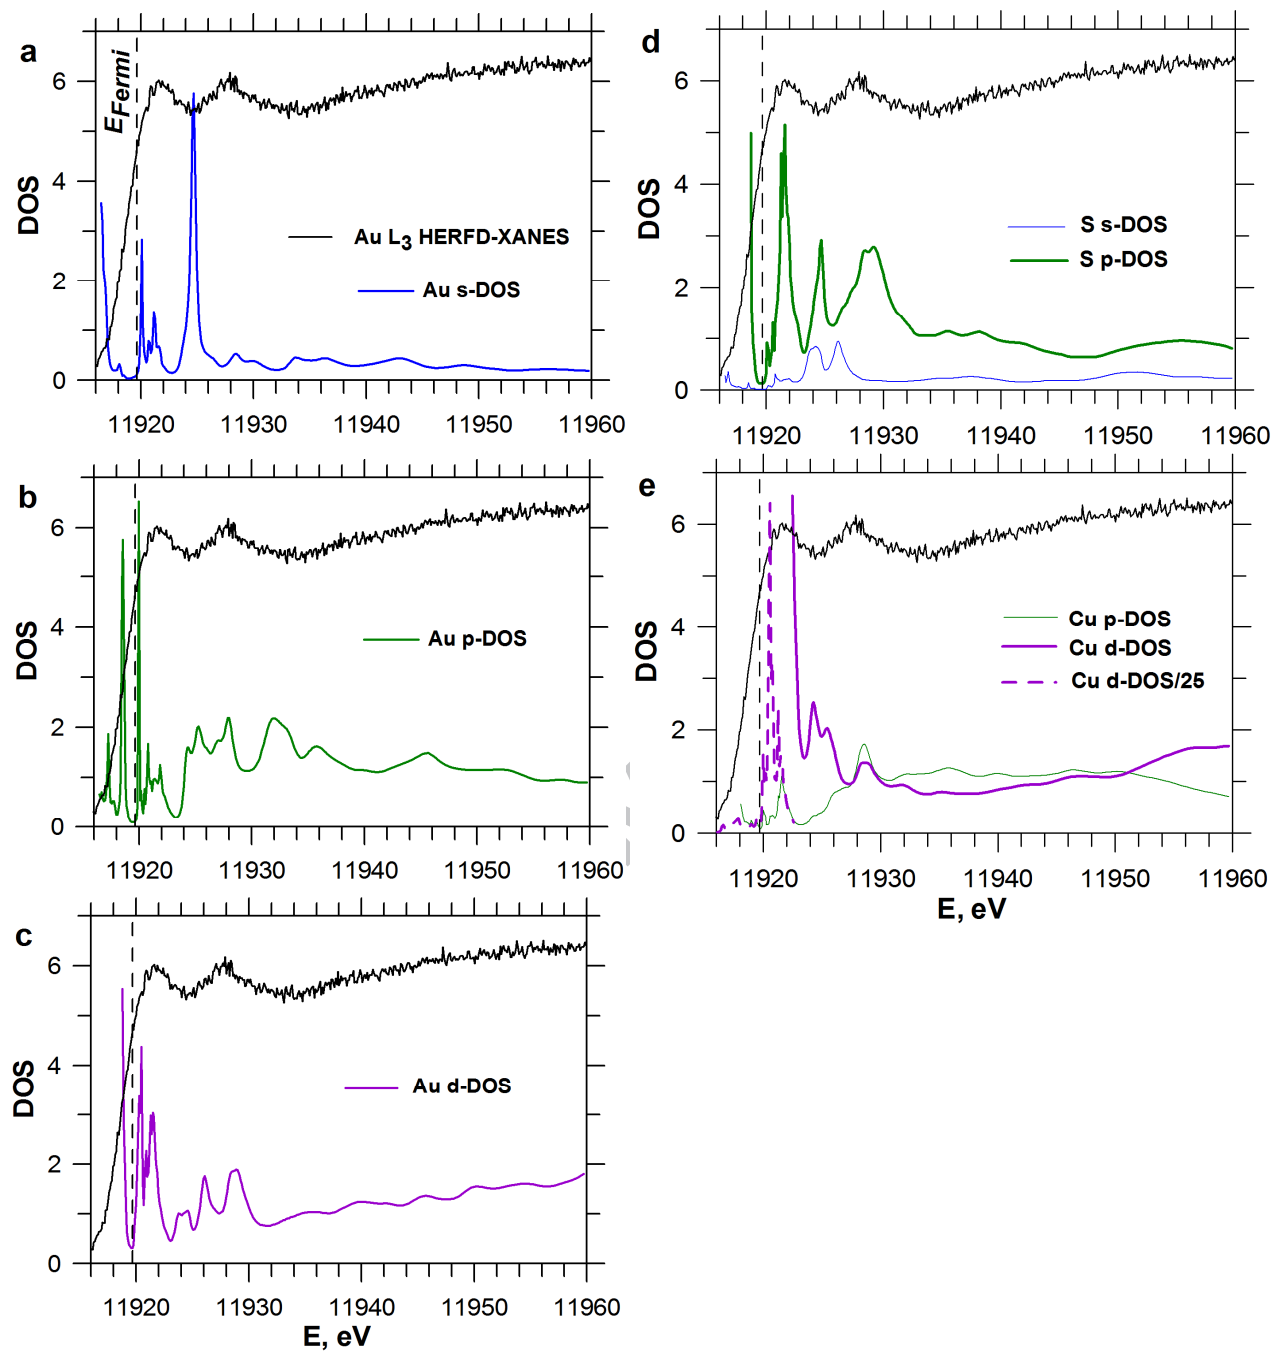 a
E_Fermi
DOS
6
4
2
0
Au L3 HERFD-XANES
Au s-DOS
11920 11930 11940 11950 11960
d
DOS
6
4
2
0
S s-DOS
S p-DOS
11920 11930 11940 11950 11960
b
DOS
6
4
2
0
Au p-DOS
11920 11930 11940 11950 11960
e
DOS
6
4
2
0
Cu p-DOS
Cu d-DOS
Cu d-DOS/25
11920 11930 11940 11950 11960
E, eV
c
DOS
6
4
2
0
Au d-DOS
11920 11930 11940 11950 11960
E, eV